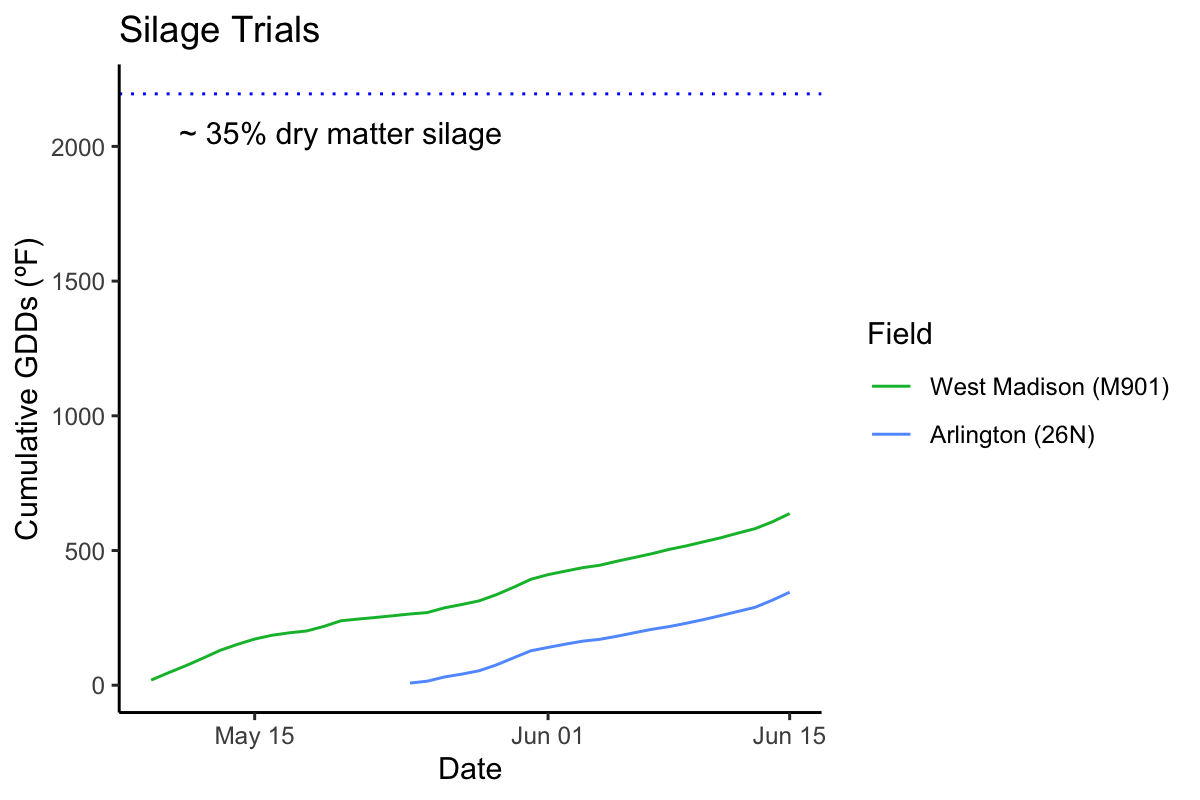 Silage Trials
~ 35% dry matter silage
2000
1500
1000
500
0
Cumulative GDDs (ºF)
May 15
Jun 01
Jun 15
Date
Field
West Madison (M901)
Arlington (26N)